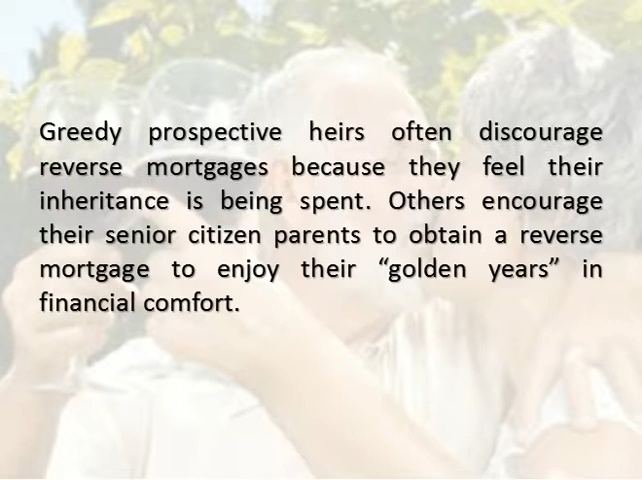 Greedy prospective heirs often discourage
reverse mortgages because they feel their
inheritance is being spent. Others encourage
their senior citizen parents to obtain a reverse
mortgage to enjoy their “golden years” in
financial comfort.